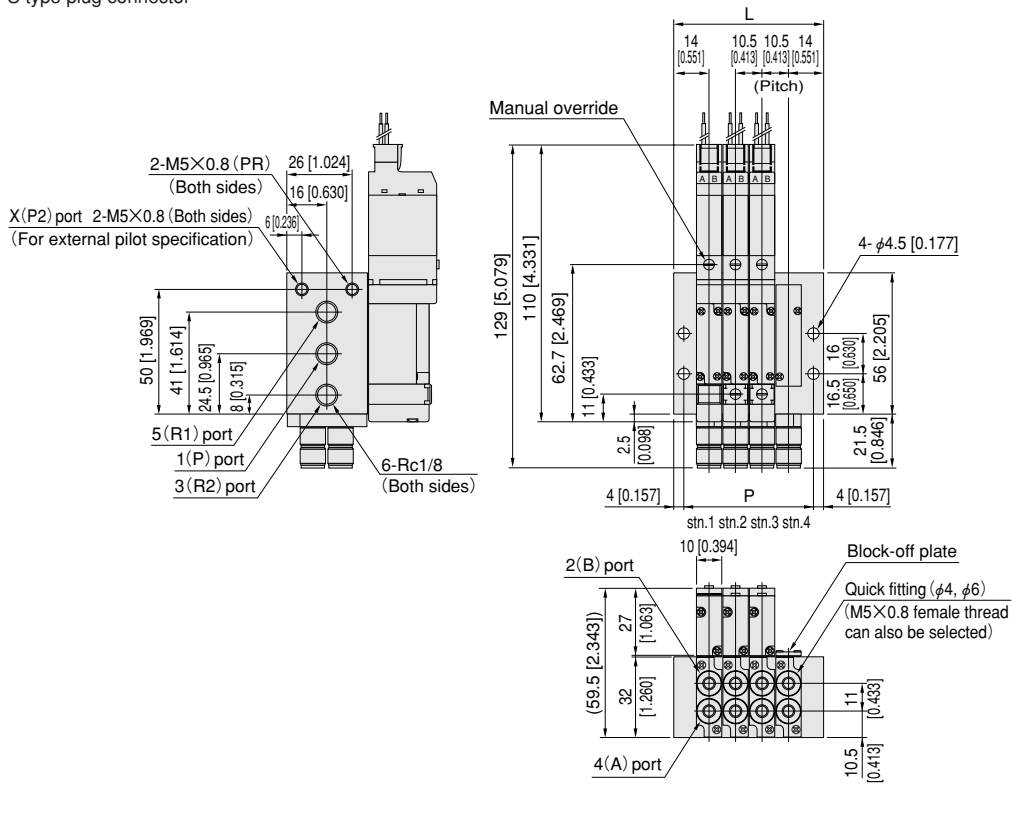 S type plug connector
L
14
[0.551]
10.5
[0.413]
10.5
[0.413]
14
[0.551]
(Pitch)
Manual override
2-M5×0.8(PR)
(Both sides)
26 [1.024]
16 [0.630]
X(P2) port 2-M5×0.8(Both sides)
(For external pilot specification)
6 [0.236]
A B A B A B
4-φ4.5 [0.177]
129 [5.079]
110 [4.331]
62.7 [2.469]
11 [0.433]
2.5
[0.098]
50 [1.969]
41 [1.614]
24.5 [0.965]
8 [0.315]
16
[0.630]
16.5
[0.650]
56 [2.205]
21.5
[0.846]
5(R1) port
1(P) port
3(R2) port
6-Rc1/8
(Both sides)
4 [0.157]
P
4 [0.157]
stn.1 stn.2 stn.3 stn.4
10 [0.394]
2(B) port
Block-off plate
Quick fitting (φ4, φ6)
(M5×0.8 female thread
can also be selected)
(59.5 [2.343])
27
[1.063]
32
[1.260]
11
[0.433]
10.5
[0.413]
4(A) port